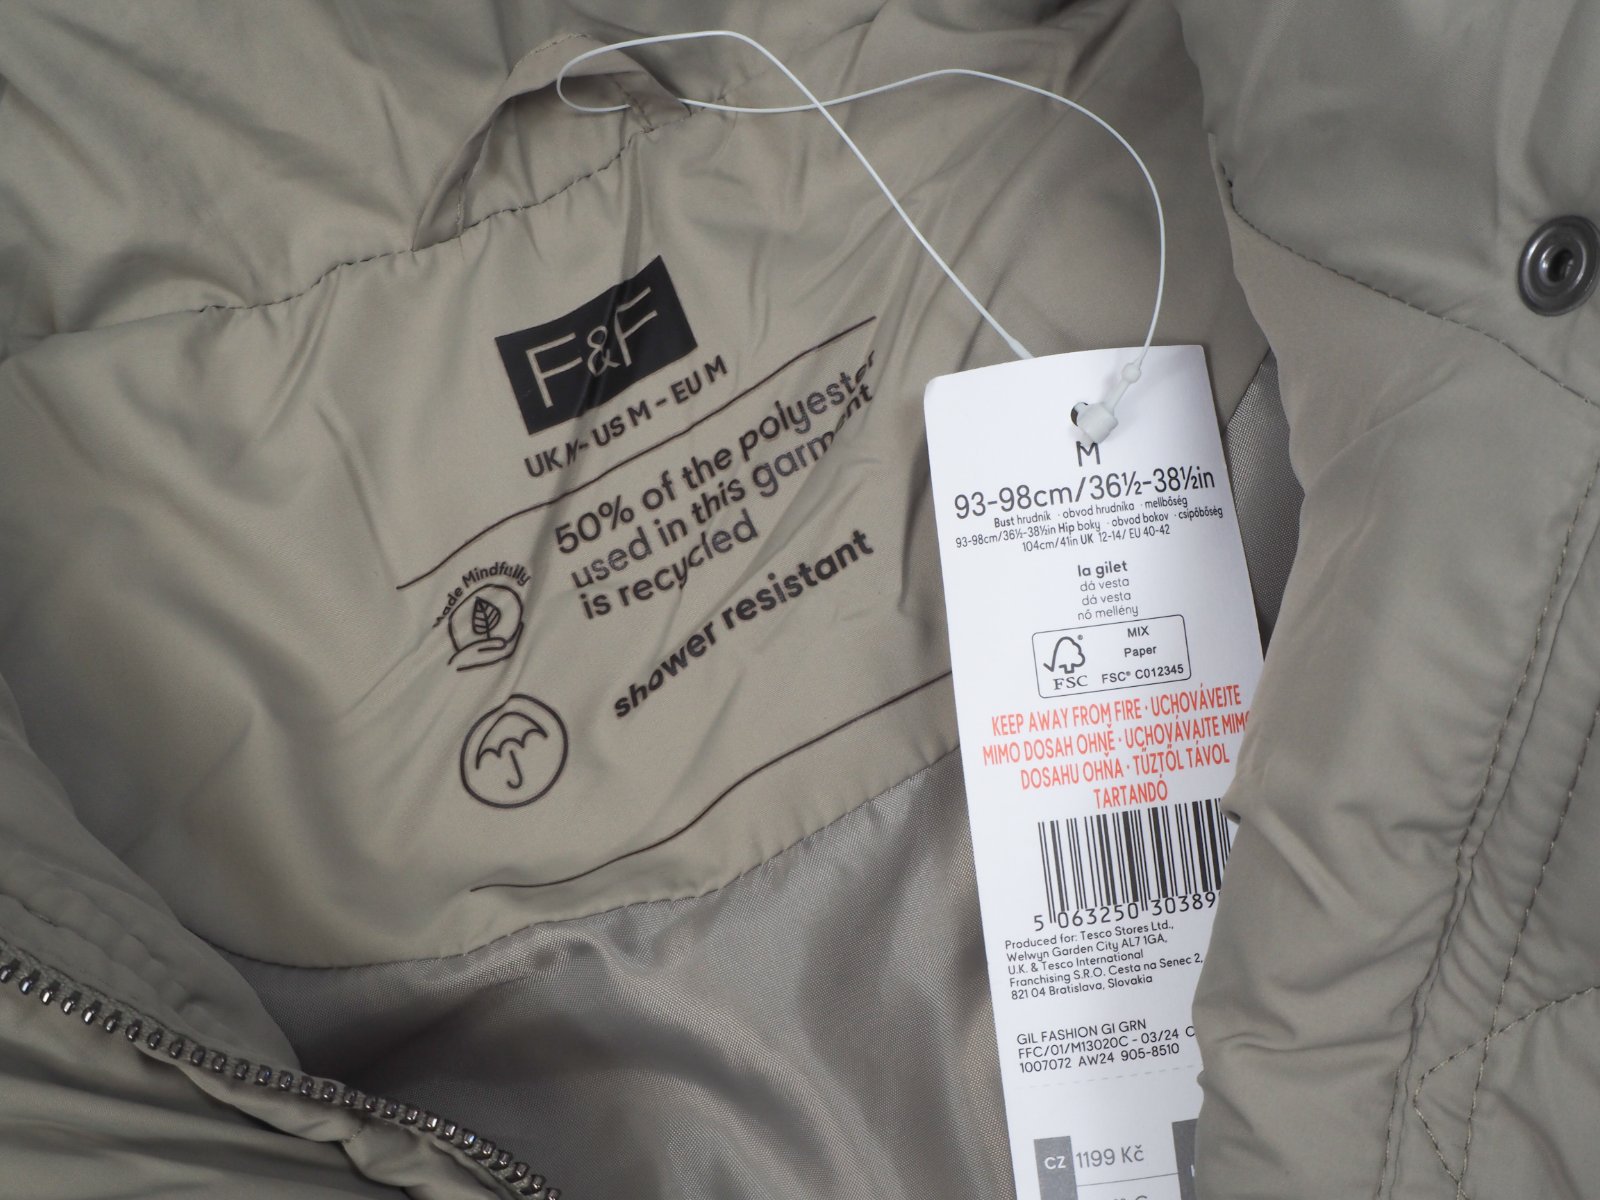 F&F
UK M - US M - EU M
50% of the polyester
used in this garment
is recycled
Made Mindfully
shower resistant
M
93-98cm/36½-38½in
Bust hrudník · obvod hrudníka · mellbőség
93-98cm/36½-38½in Hip boky · obvod bokov · csípőbőség
104cm/41in UK 12-14/ EU 40-42
la gilet
dá vesta
dá vesta
nő mellény
MIX
Paper
FSC
FSC® C012345
KEEP AWAY FROM FIRE · UCHOVÁVEJTE
MIMO DOSAH OHNĚ · UCHOVÁVAJTE MIMO
DOSAHU OHŇA · TŰZTŐL TÁVOL
TARTANDÓ
5 063250 30389
Produced for: Tesco Stores Ltd.,
Welwyn Garden City AL7 1GA,
U.K. & Tesco International
Franchising S.R.O. Cesta na Senec 2,
821 04 Bratislava, Slovakia
GIL FASHION GI GRN
FFC/01/M13020C - 03/24 C
1007072 AW24 905-8510
CZ 1199 Kč